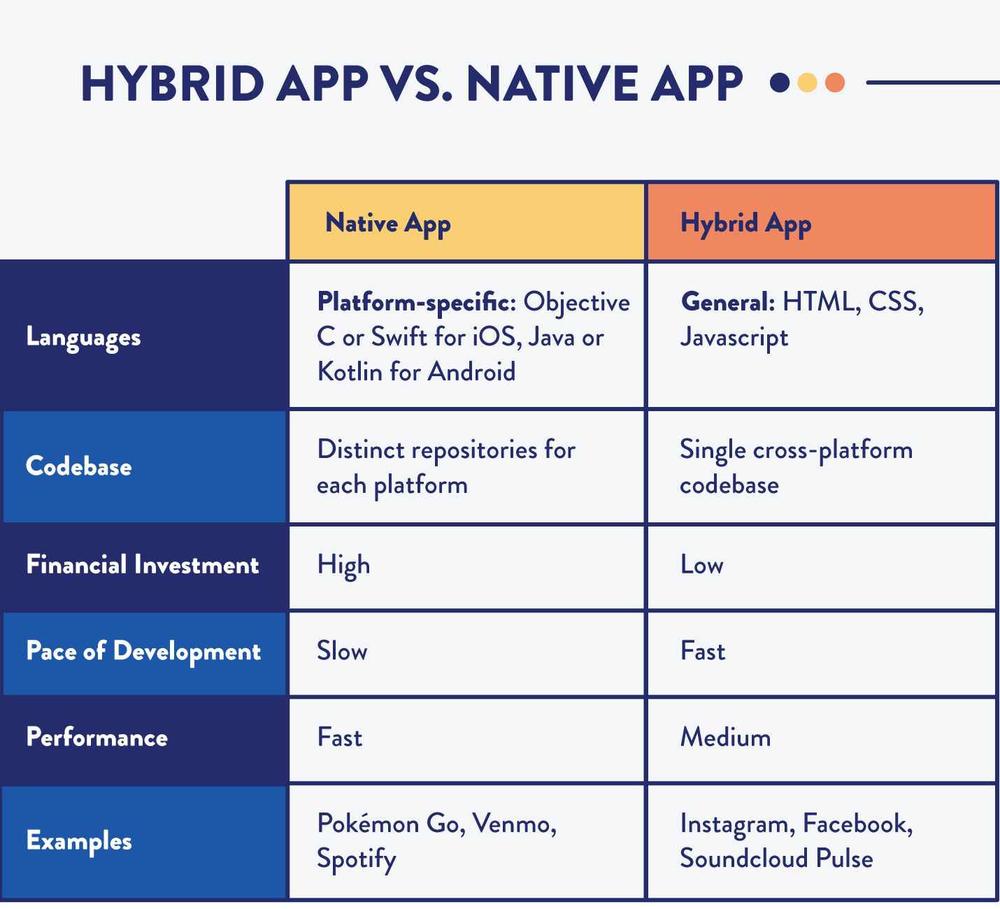 HYBRID APP VS. NATIVE APP
Native App
Hybrid App
Languages
Platform-specific: Objective
C or Swift for iOS, Java or
Kotlin for Android
General: HTML, CSS,
Javascript
Codebase
Distinct repositories for
each platform
Single cross-platform
codebase
Financial Investment
High
Low
Pace of Development
Slow
Fast
Performance
Fast
Medium
Examples
Pokémon Go, Venmo,
Spotify
Instagram, Facebook,
Soundcloud Pulse